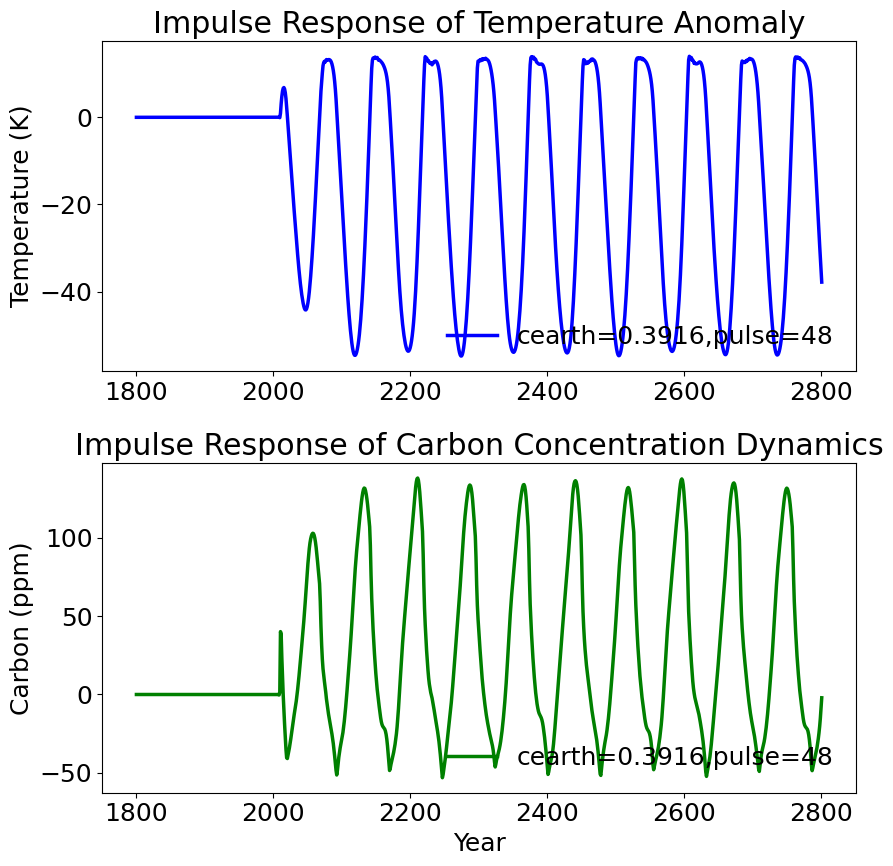 Impulse Response of Temperature Anomaly
Temperature (K)
0
−20
−40
cearth=0.3916,pulse=48
1800 2000 2200 2400 2600 2800
Impulse Response of Carbon Concentration Dynamics
Carbon (ppm)
100
50
0
−50
cearth=0.3916,pulse=48
1800 2000 2200 2400 2600 2800
Year